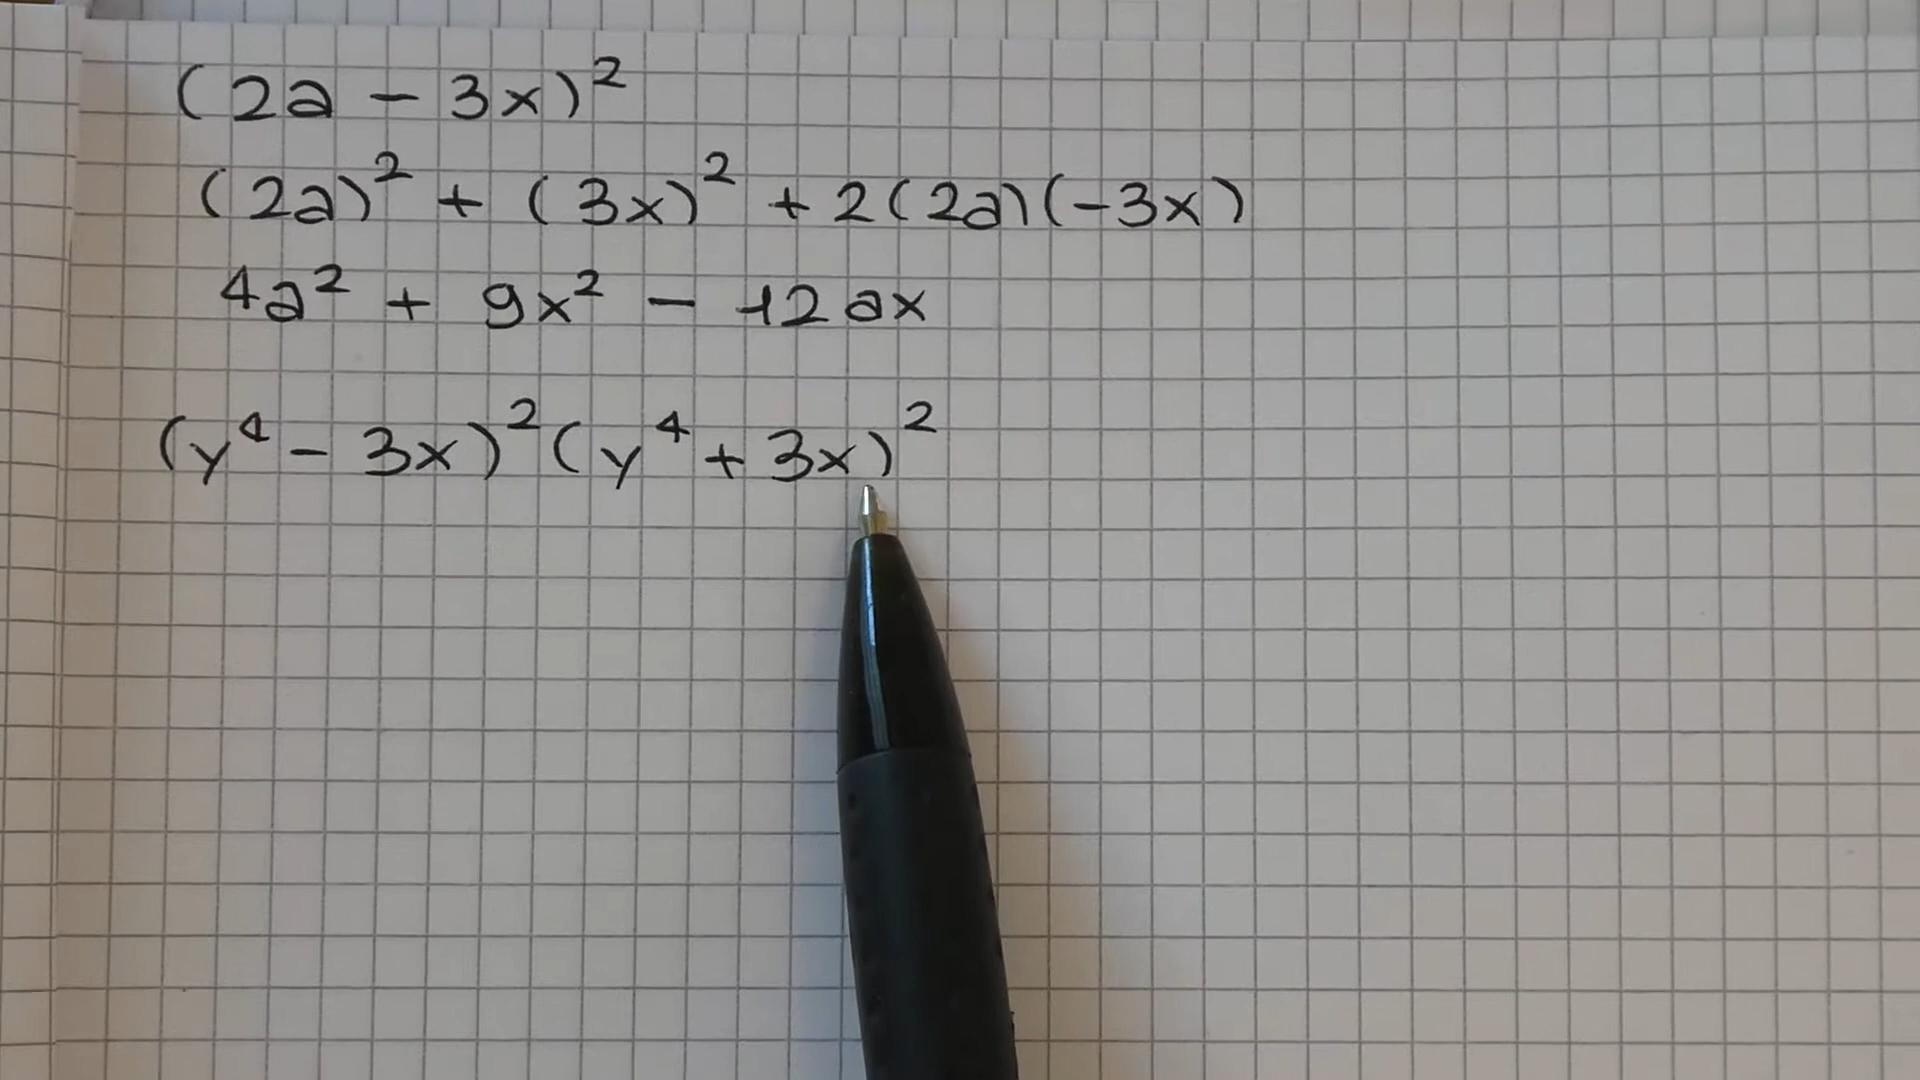 (2a - 3x)²
(2a)² + (3x)² + 2(2a)(-3x)
4a² + 9x² - 12ax
(y⁴ - 3x)²(y⁴ + 3x)²